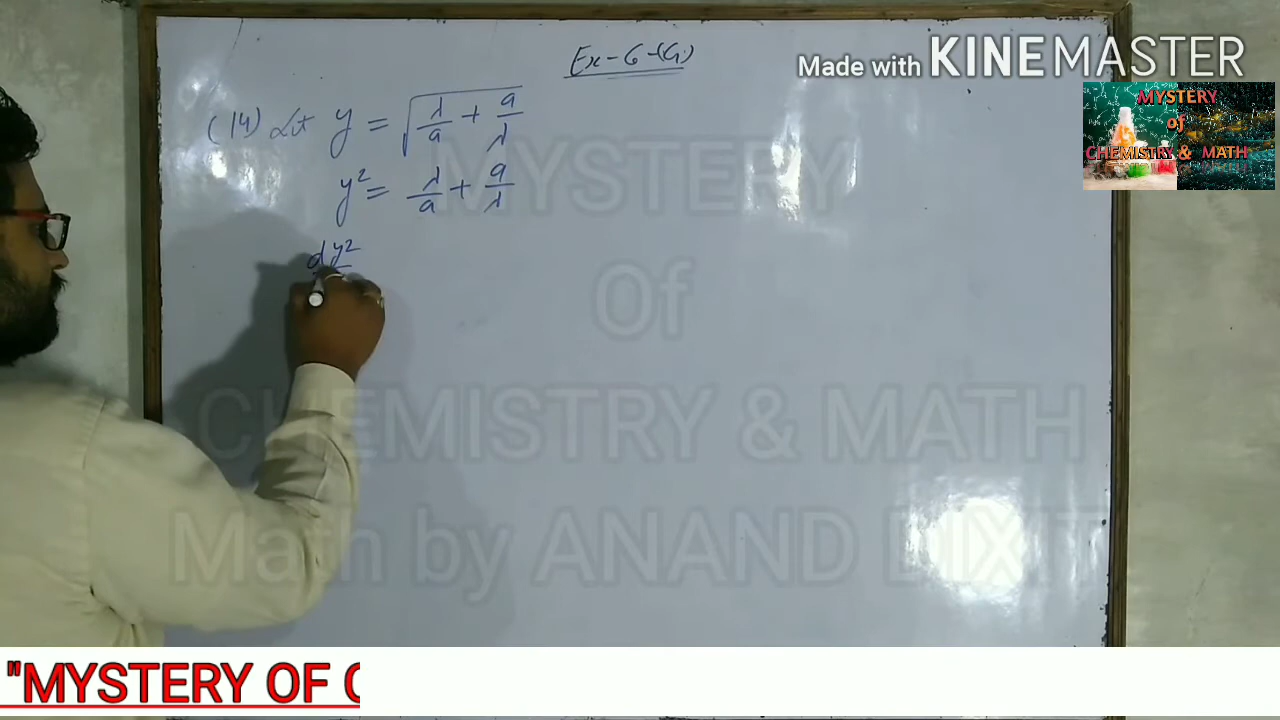 Ex-6-(G)
Made with KINEMASTER
MYSTERY
of
CHEMISTRY & MATH
(14) Let y = √(λ/a + a/λ)
y² = λ/a + a/λ
dy²
MYSTERY
Of
CHEMISTRY & MATH
Math by ANAND DIXIT
"MYSTERY OF